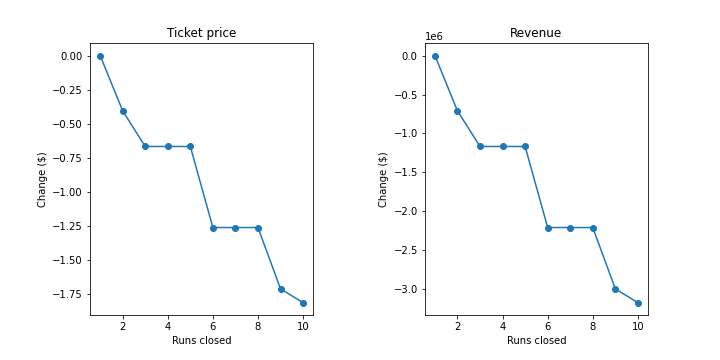 Ticket price
Change ($)
0.00
−0.25
−0.50
−0.75
−1.00
−1.25
−1.50
−1.75
2 4 6 8 10
Runs closed
Revenue
1e6
Change ($)
0.0
−0.5
−1.0
−1.5
−2.0
−2.5
−3.0
2 4 6 8 10
Runs closed